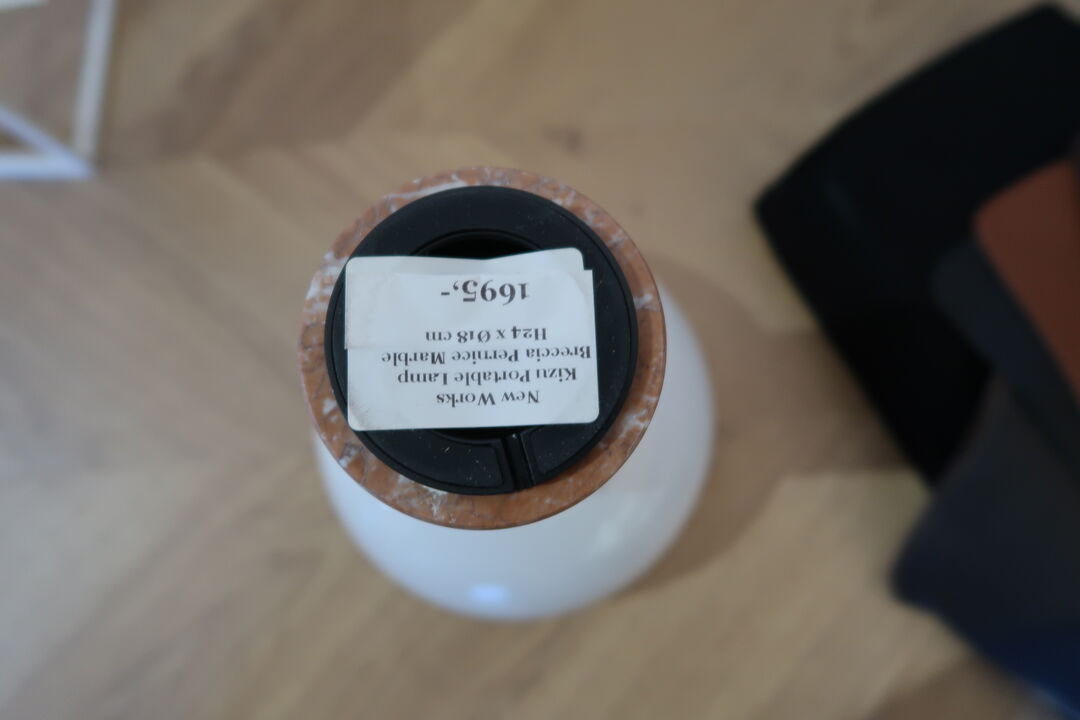 New Works
Kizu Portable Lamp
Breccia Pernice Marble
H24 x Ø18 cm
1695,-